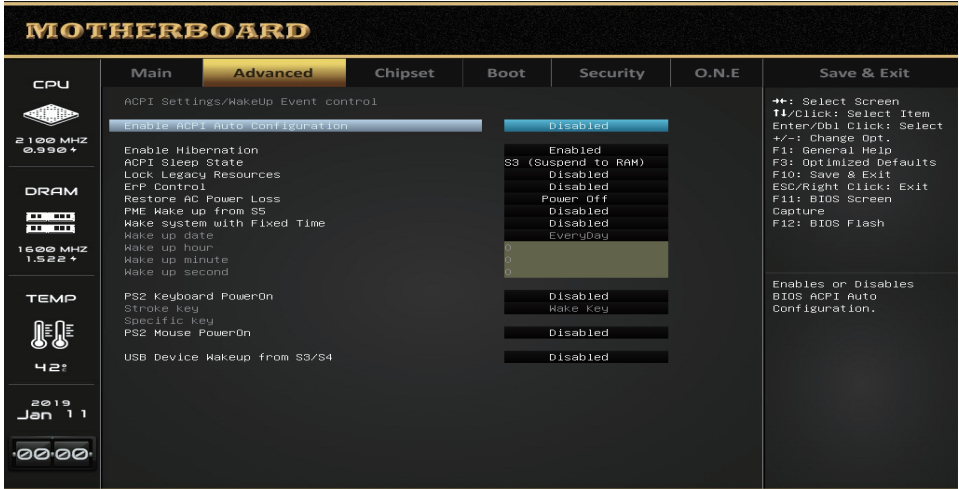 MOTHERBOARD
Main Advanced Chipset Boot Security O.N.E Save & Exit
CPU
2100 MHZ
0.990
DRAM
1600 MHZ
1.522
TEMP
42°c
2019
Jan 11
00:00
ACPI Settings/WakeUp Event control
Enable ACPI Auto Configuration Disabled
Enable Hibernation Enabled
ACPI Sleep State S3 (Suspend to RAM)
Lock Legacy Resources Disabled
ErP Control Disabled
Restore AC Power Loss Power Off
PME Wake up from S5 Disabled
Wake system with Fixed Time Disabled
Wake up date EveryDay
Wake up hour 0
Wake up minute 0
Wake up second 0
PS2 Keyboard PowerOn Disabled
Stroke key Wake Key
Specific key
PS2 Mouse PowerOn Disabled
USB Device Wakeup from S3/S4 Disabled
→←: Select Screen
↑↓/Click: Select Item
Enter/Dbl Click: Select
+/-: Change Opt.
F1: General Help
F3: Optimized Defaults
F10: Save & Exit
ESC/Right Click: Exit
F11: BIOS Screen
Capture
F12: BIOS Flash
Enables or Disables
BIOS ACPI Auto
Configuration.